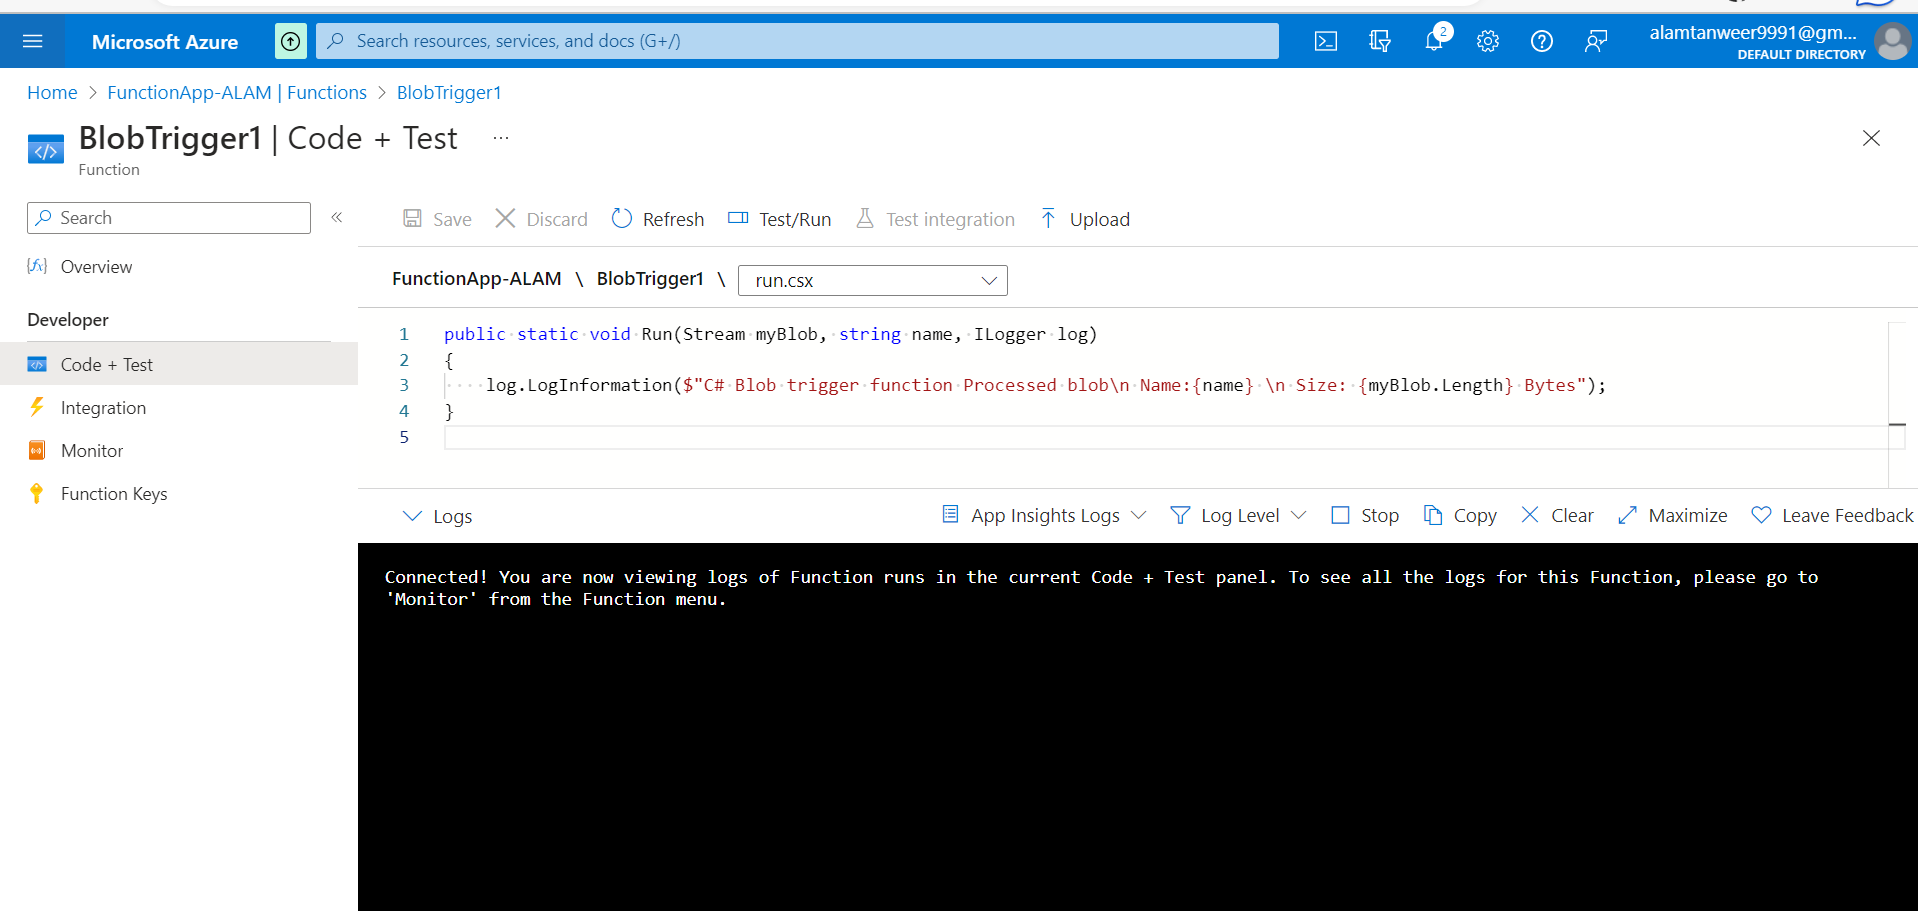 Microsoft Azure
Search resources, services, and docs (G+/)
2
alamtanweer9991@gm...
DEFAULT DIRECTORY
Home > FunctionApp-ALAM | Functions > BlobTrigger1
BlobTrigger1 | Code + Test ...
Function
Search
«
Save Discard Refresh Test/Run Test integration Upload
Overview
Developer
Code + Test
Integration
Monitor
Function Keys
FunctionApp-ALAM \ BlobTrigger1 \ run.csx
1 public static void Run(Stream myBlob, string name, ILogger log)
2 {
3 log.LogInformation($"C# Blob trigger function Processed blob\n Name:{name} \n Size: {myBlob.Length} Bytes");
4 }
5
Logs App Insights Logs Log Level Stop Copy Clear Maximize Leave Feedback
Connected! You are now viewing logs of Function runs in the current Code + Test panel. To see all the logs for this Function, please go to
'Monitor' from the Function menu.